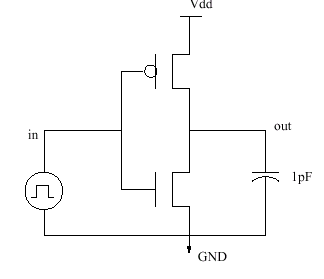 Vdd
out
in
1pF
GND